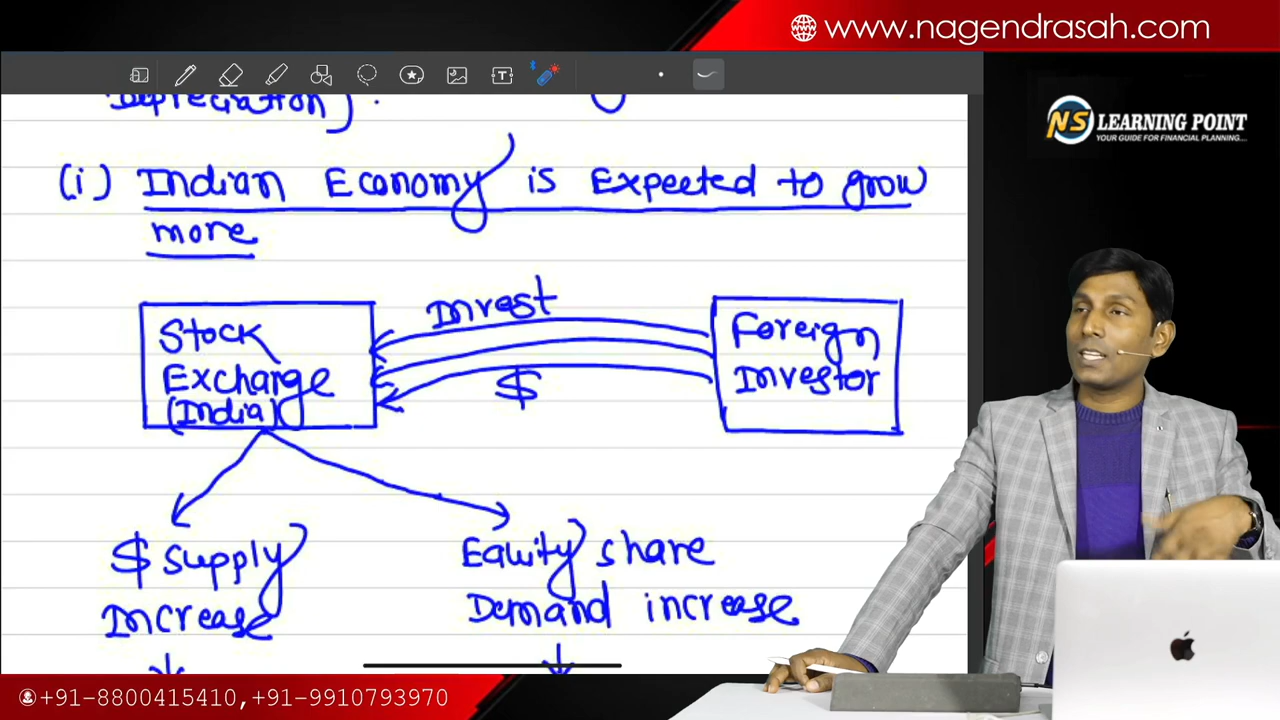 www.nagendrasah.com
NS LEARNING POINT
YOUR GUIDE FOR FINANCIAL PLANNING....
Depreciation) .
(i) Indian Economy is Expected to grow
more
Invest
Stock
Exchange
(India)
$
Foreign
Investor
$ supply
Increase
Equity share
Demand increase
+91-8800415410,+91-9910793970